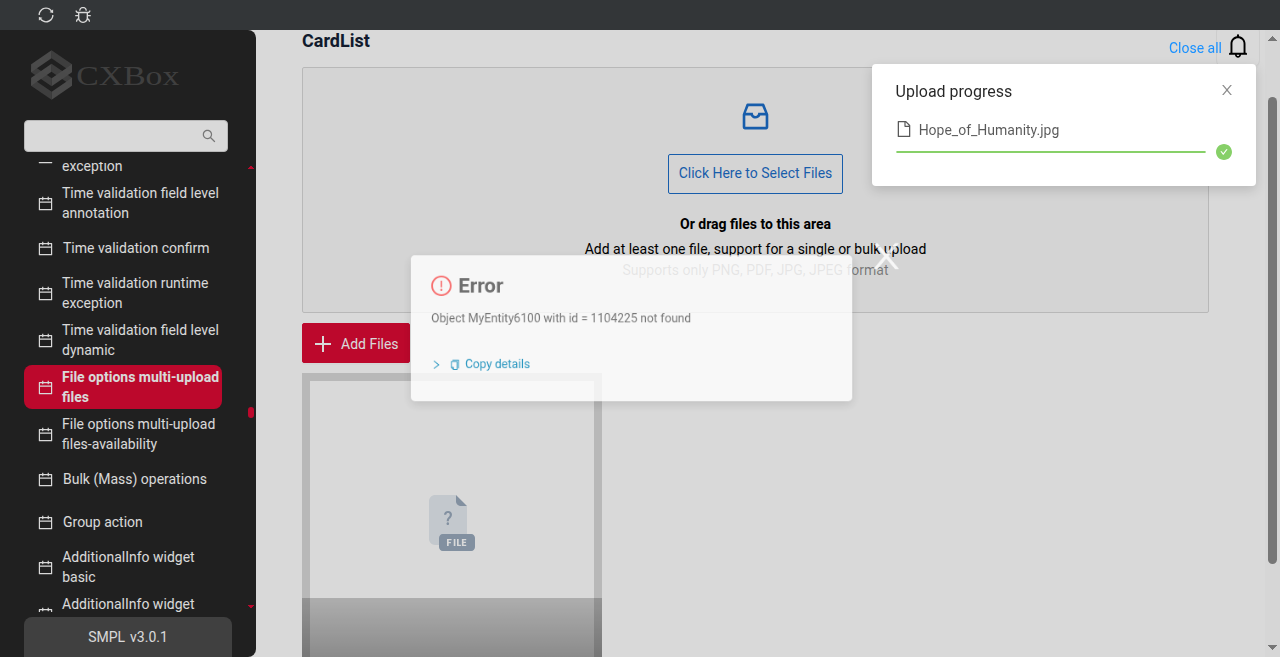 CXBox
exception
Time validation field level
annotation
Time validation confirm
Time validation runtime
exception
Time validation field level
dynamic
File options multi-upload
files
File options multi-upload
files-availability
Bulk (Mass) operations
Group action
AdditionalInfo widget
basic
AdditionalInfo widget
SMPL v3.0.1
CardList
Close all
Click Here to Select Files
Or drag files to this area
Add at least one file, support for a single or bulk upload
Supports only PNG, PDF, JPG, JPEG format
Upload progress
Hope_of_Humanity.jpg
Error
Object MyEntity6100 with id = 1104225 not found
Copy details
Add Files
?
FILE